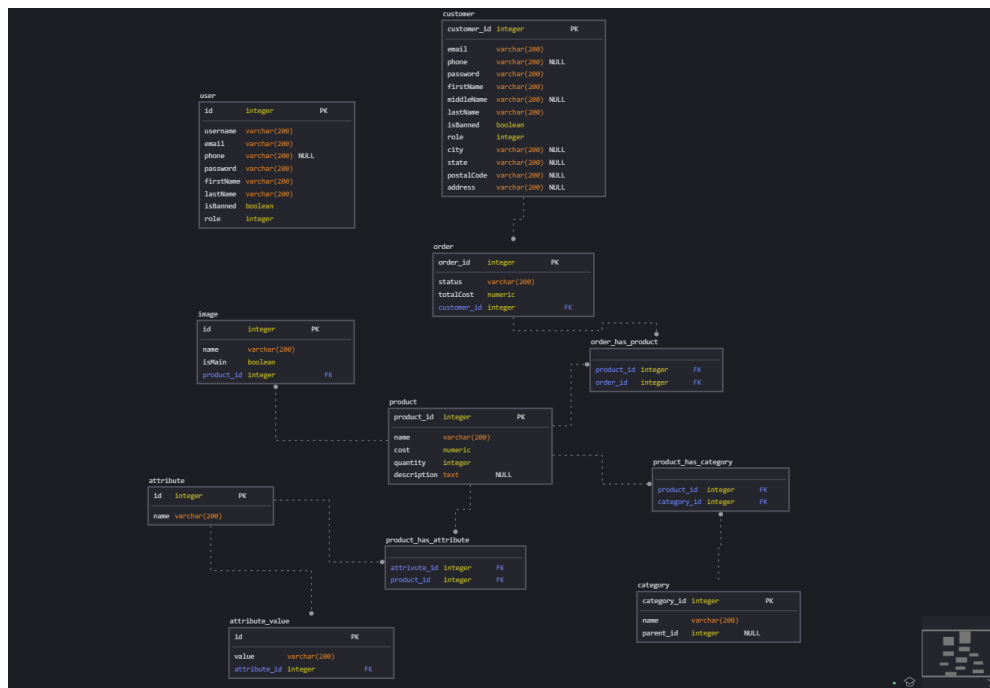 customer
customer_id integer PK
email varchar(200)
phone varchar(200) NULL
password varchar(200)
firstName varchar(200)
middleName varchar(200) NULL
lastName varchar(200)
isBanned boolean
role integer
city varchar(200) NULL
state varchar(200) NULL
postalCode varchar(200) NULL
address varchar(200) NULL
user
id integer PK
username varchar(200)
email varchar(200)
phone varchar(200) NULL
password varchar(200)
firstName varchar(200)
lastName varchar(200)
isBanned boolean
role integer
order
order_id integer PK
status varchar(200)
totalCost numeric
customer_id integer FK
image
id integer PK
name varchar(200)
isMain boolean
product_id integer FK
order_has_product
product_id integer FK
order_id integer FK
product
product_id integer PK
name varchar(200)
cost numeric
quantity integer
description text NULL
product_has_category
product_id integer FK
category_id integer FK
attribute
id integer PK
name varchar(200)
product_has_attribute
attrivute_id integer FK
product_id integer FK
category
category_id integer PK
name varchar(200)
parent_id integer NULL
attribute_value
id PK
value varchar(200)
attribute_id integer FK